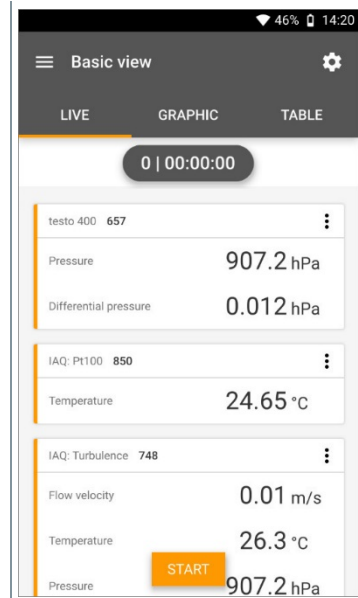 46% 14:20
Basic view
LIVE GRAPHIC TABLE
0 | 00:00:00
testo 400 657
Pressure 907.2 hPa
Differential pressure 0.012 hPa
IAQ: Pt100 850
Temperature 24.65 °C
IAQ: Turbulence 748
Flow velocity 0.01 m/s
Temperature 26.3 °C
START
Pressure 907.2 hPa